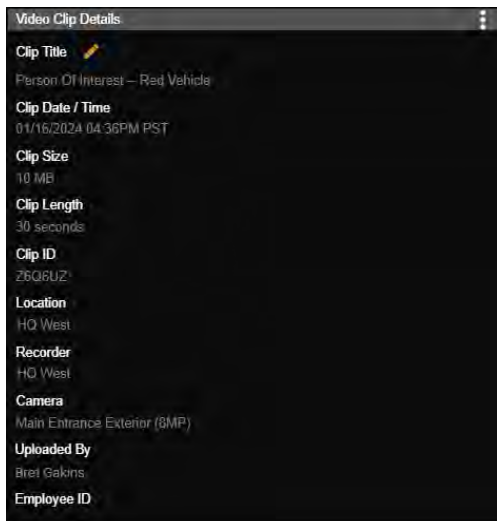 Video Clip Details
Clip Title
Person Of Interest – Red Vehicle
Clip Date / Time
01/16/2024 04:36PM PST
Clip Size
10 MB
Clip Length
30 seconds
Clip ID
Z6Q6UZ
Location
HQ West
Recorder
HQ West
Camera
Main Entrance Exterior (8MP)
Uploaded By
Bret Gakins
Employee ID